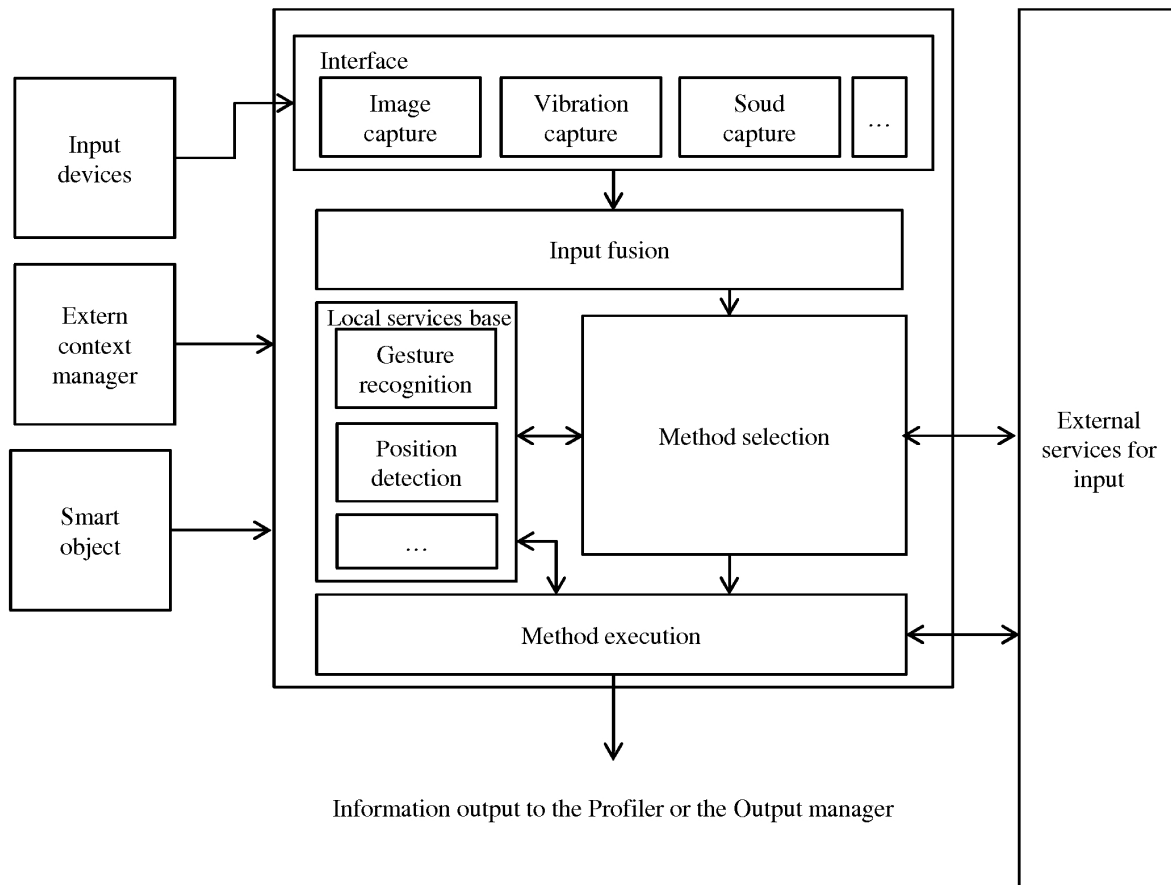 Interface
Image
capture
Vibration
capture
Soud
capture
...
Input
devices
Input fusion
Extern
context
manager
Local services base
Gesture
recognition
Position
detection
...
Method selection
External
services for
input
Smart
object
Method execution
Information output to the Profiler or the Output manager